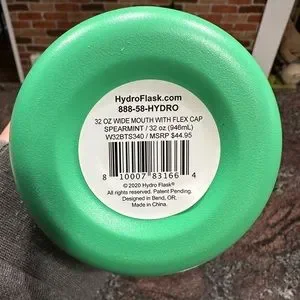 HydroFlask.com
888-58-HYDRO
32 OZ WIDE MOUTH WITH FLEX CAP
SPEARMINT / 32 oz (946mL)
W32BTS340 / MSRP $44.95
8 10007 83166 4
© 2020 Hydro Flask®
All rights reserved. Patent Pending.
Designed in Bend, OR.
Made in China.